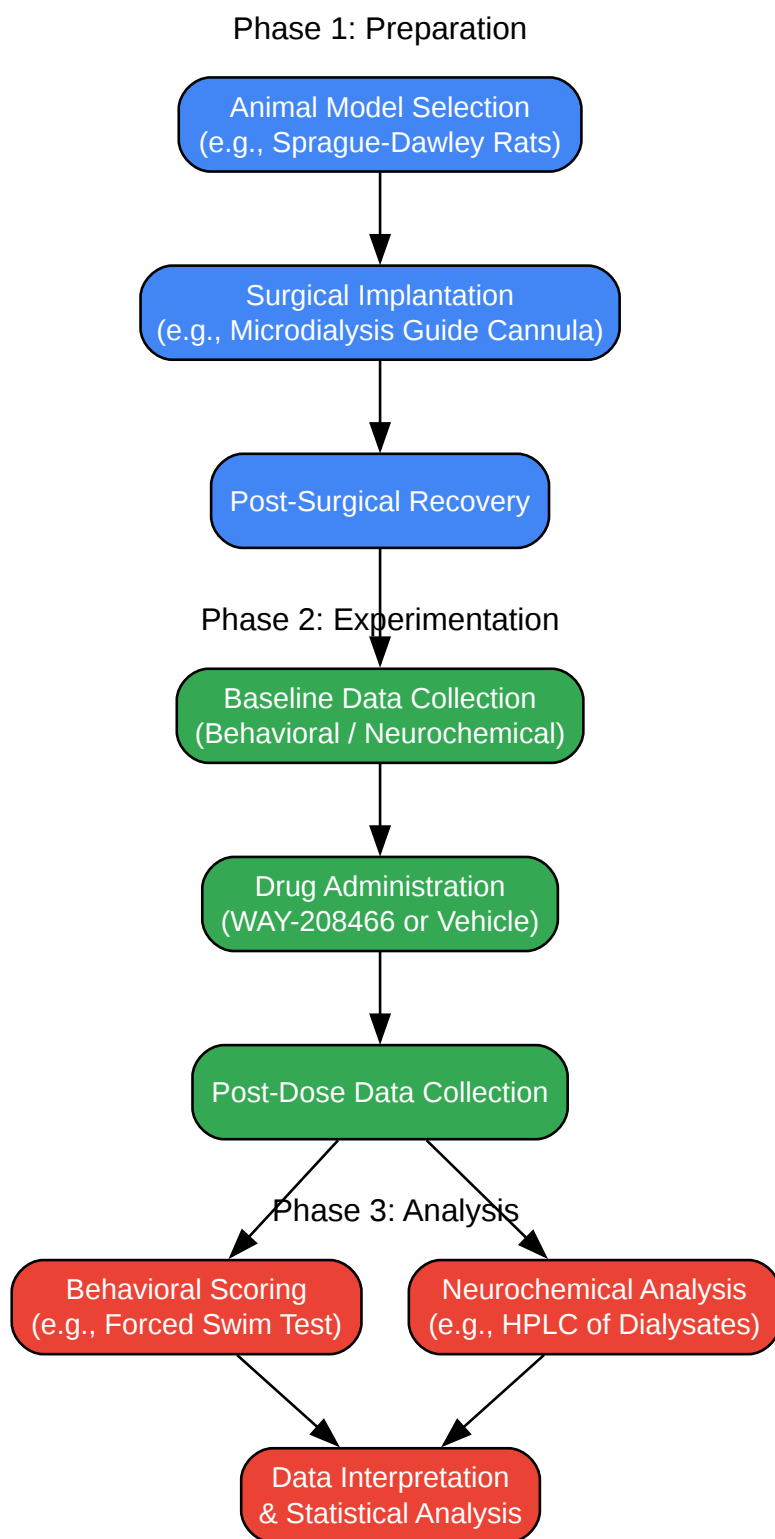 Phase 1: Preparation
Animal Model Selection
(e.g., Sprague-Dawley Rats)
Surgical Implantation
(e.g., Microdialysis Guide Cannula)
Post-Surgical Recovery
Phase 2: Experimentation
Baseline Data Collection
(Behavioral / Neurochemical)
Drug Administration
(WAY-208466 or Vehicle)
Post-Dose Data Collection
Phase 3: Analysis
Behavioral Scoring
(e.g., Forced Swim Test)
Neurochemical Analysis
(e.g., HPLC of Dialysates)
Data Interpretation
& Statistical Analysis